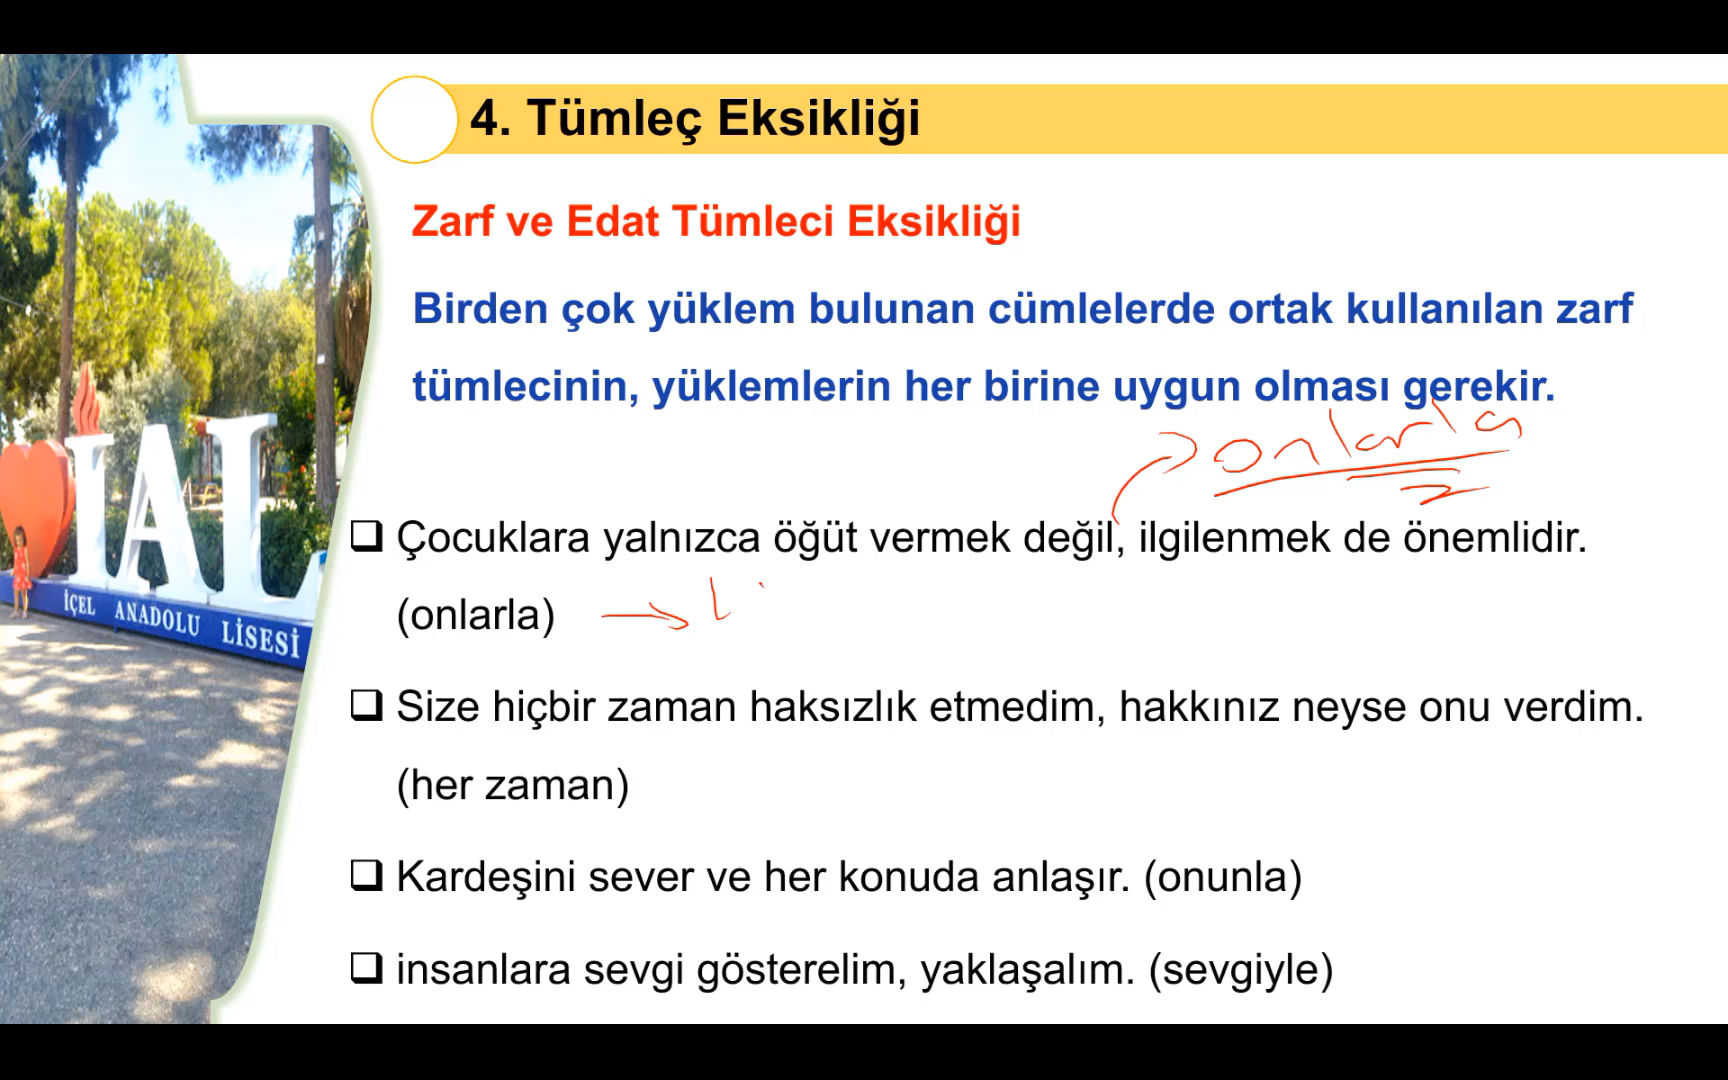 4. Tümleç Eksikliği
Zarf ve Edat Tümleci Eksikliği
Birden çok yüklem bulunan cümlelerde ortak kullanılan zarf
tümlecinin, yüklemlerin her birine uygun olması gerekir.
onlarla
Çocuklara yalnızca öğüt vermek değil, ilgilenmek de önemlidir.
(onlarla)
Size hiçbir zaman haksızlık etmedim, hakkınız neyse onu verdim.
(her zaman)
Kardeşini sever ve her konuda anlaşır. (onunla)
insanlara sevgi gösterelim, yaklaşalım. (sevgiyle)
İAL
İÇEL ANADOLU LİSESİ